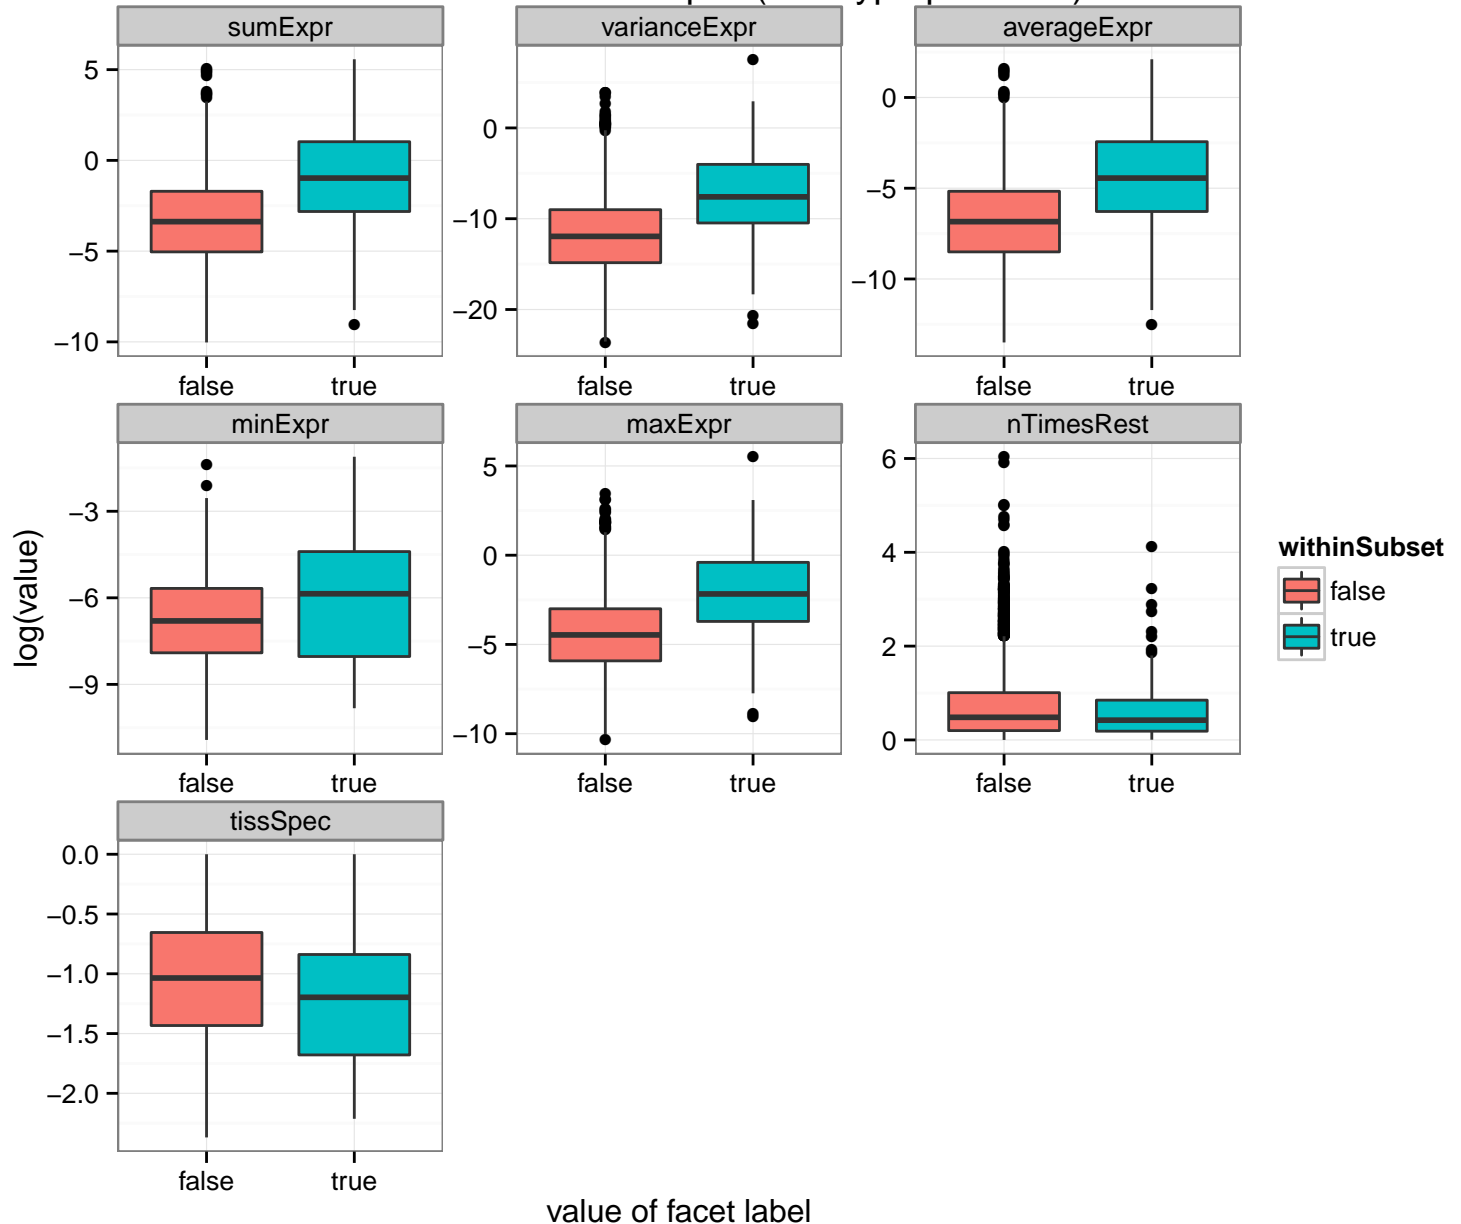 sumExpr
varianceExpr
averageExpr
5
0
−5
−10
0
−10
−20
0
−5
−10
false
true
false
true
false
true
minExpr
maxExpr
nTimesRest
−3
−6
−9
5
0
−5
−10
6
4
2
0
false
true
false
true
false
true
tissSpec
0.0
−0.5
−1.0
−1.5
−2.0
false
true
log(value)
value of facet label
withinSubset
false
true